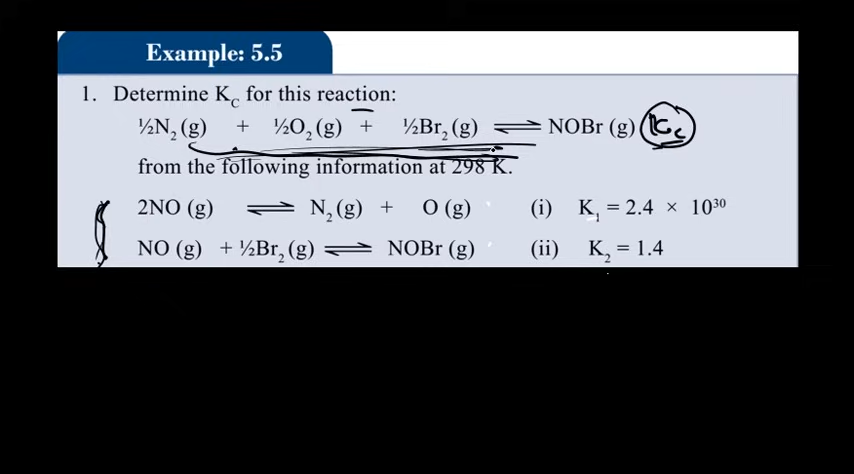 Example: 5.5
1. Determine K_C for this reaction:
½N₂ (g) + ½O₂ (g) + ½Br₂ (g) ⇌ NOBr (g) K_c
from the following information at 298 K.
2NO (g) ⇌ N₂ (g) + O (g) (i) K₁ = 2.4 × 10³⁰
NO (g) + ½Br₂ (g) ⇌ NOBr (g) (ii) K₂ = 1.4